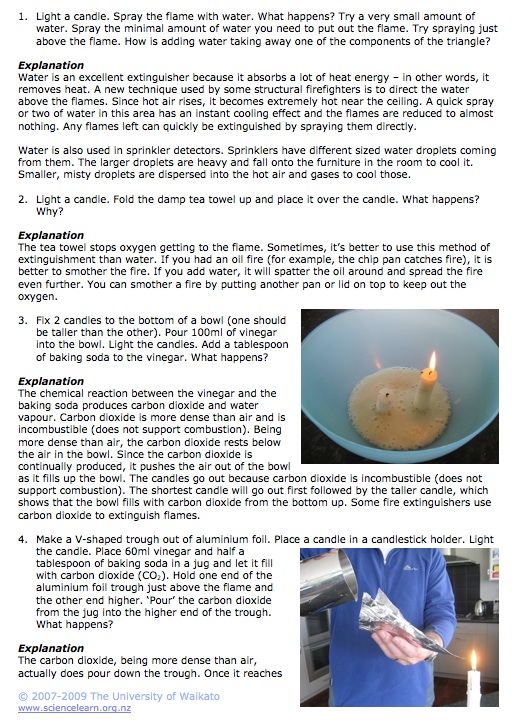 1. Light a candle. Spray the flame with water. What happens? Try a very small amount of
water. Spray the minimal amount of water you need to put out the flame. Try spraying just
above the flame. How is adding water taking away one of the components of the triangle?
Explanation
Water is an excellent extinguisher because it absorbs a lot of heat energy – in other words, it
removes heat. A new technique used by some structural firefighters is to direct the water
above the flames. Since hot air rises, it becomes extremely hot near the ceiling. A quick spray
or two of water in this area has an instant cooling effect and the flames are reduced to almost
nothing. Any flames left can quickly be extinguished by spraying them directly.
Water is also used in sprinkler detectors. Sprinklers have different sized water droplets coming
from them. The larger droplets are heavy and fall onto the furniture in the room to cool it.
Smaller, misty droplets are dispersed into the hot air and gases to cool those.
2. Light a candle. Fold the damp tea towel up and place it over the candle. What happens?
Why?
Explanation
The tea towel stops oxygen getting to the flame. Sometimes, it's better to use this method of
extinguishment than water. If you had an oil fire (for example, the chip pan catches fire), it is
better to smother the fire. If you add water, it will spatter the oil around and spread the fire
even further. You can smother a fire by putting another pan or lid on top to keep out the
oxygen.
3. Fix 2 candles to the bottom of a bowl (one should
be taller than the other). Pour 100ml of vinegar
into the bowl. Light the candles. Add a tablespoon
of baking soda to the vinegar. What happens?
Explanation
The chemical reaction between the vinegar and the
baking soda produces carbon dioxide and water
vapour. Carbon dioxide is more dense than air and is
incombustible (does not support combustion). Being
more dense than air, the carbon dioxide rests below
the air in the bowl. Since the carbon dioxide is
continually produced, it pushes the air out of the bowl
as it fills up the bowl. The candles go out because carbon dioxide is incombustible (does not
support combustion). The shortest candle will go out first followed by the taller candle, which
shows that the bowl fills with carbon dioxide from the bottom up. Some fire extinguishers use
carbon dioxide to extinguish flames.
4. Make a V-shaped trough out of aluminium foil. Place a candle in a candlestick holder. Light
the candle. Place 60ml vinegar and half a
tablespoon of baking soda in a jug and let it fill
with carbon dioxide (CO₂). Hold one end of the
aluminium foil trough just above the flame and
the other end higher. 'Pour' the carbon dioxide
from the jug into the higher end of the trough.
What happens?
Explanation
The carbon dioxide, being more dense than air,
actually does pour down the trough. Once it reaches
© 2007-2009 The University of Waikato
www.sciencelearn.org.nz